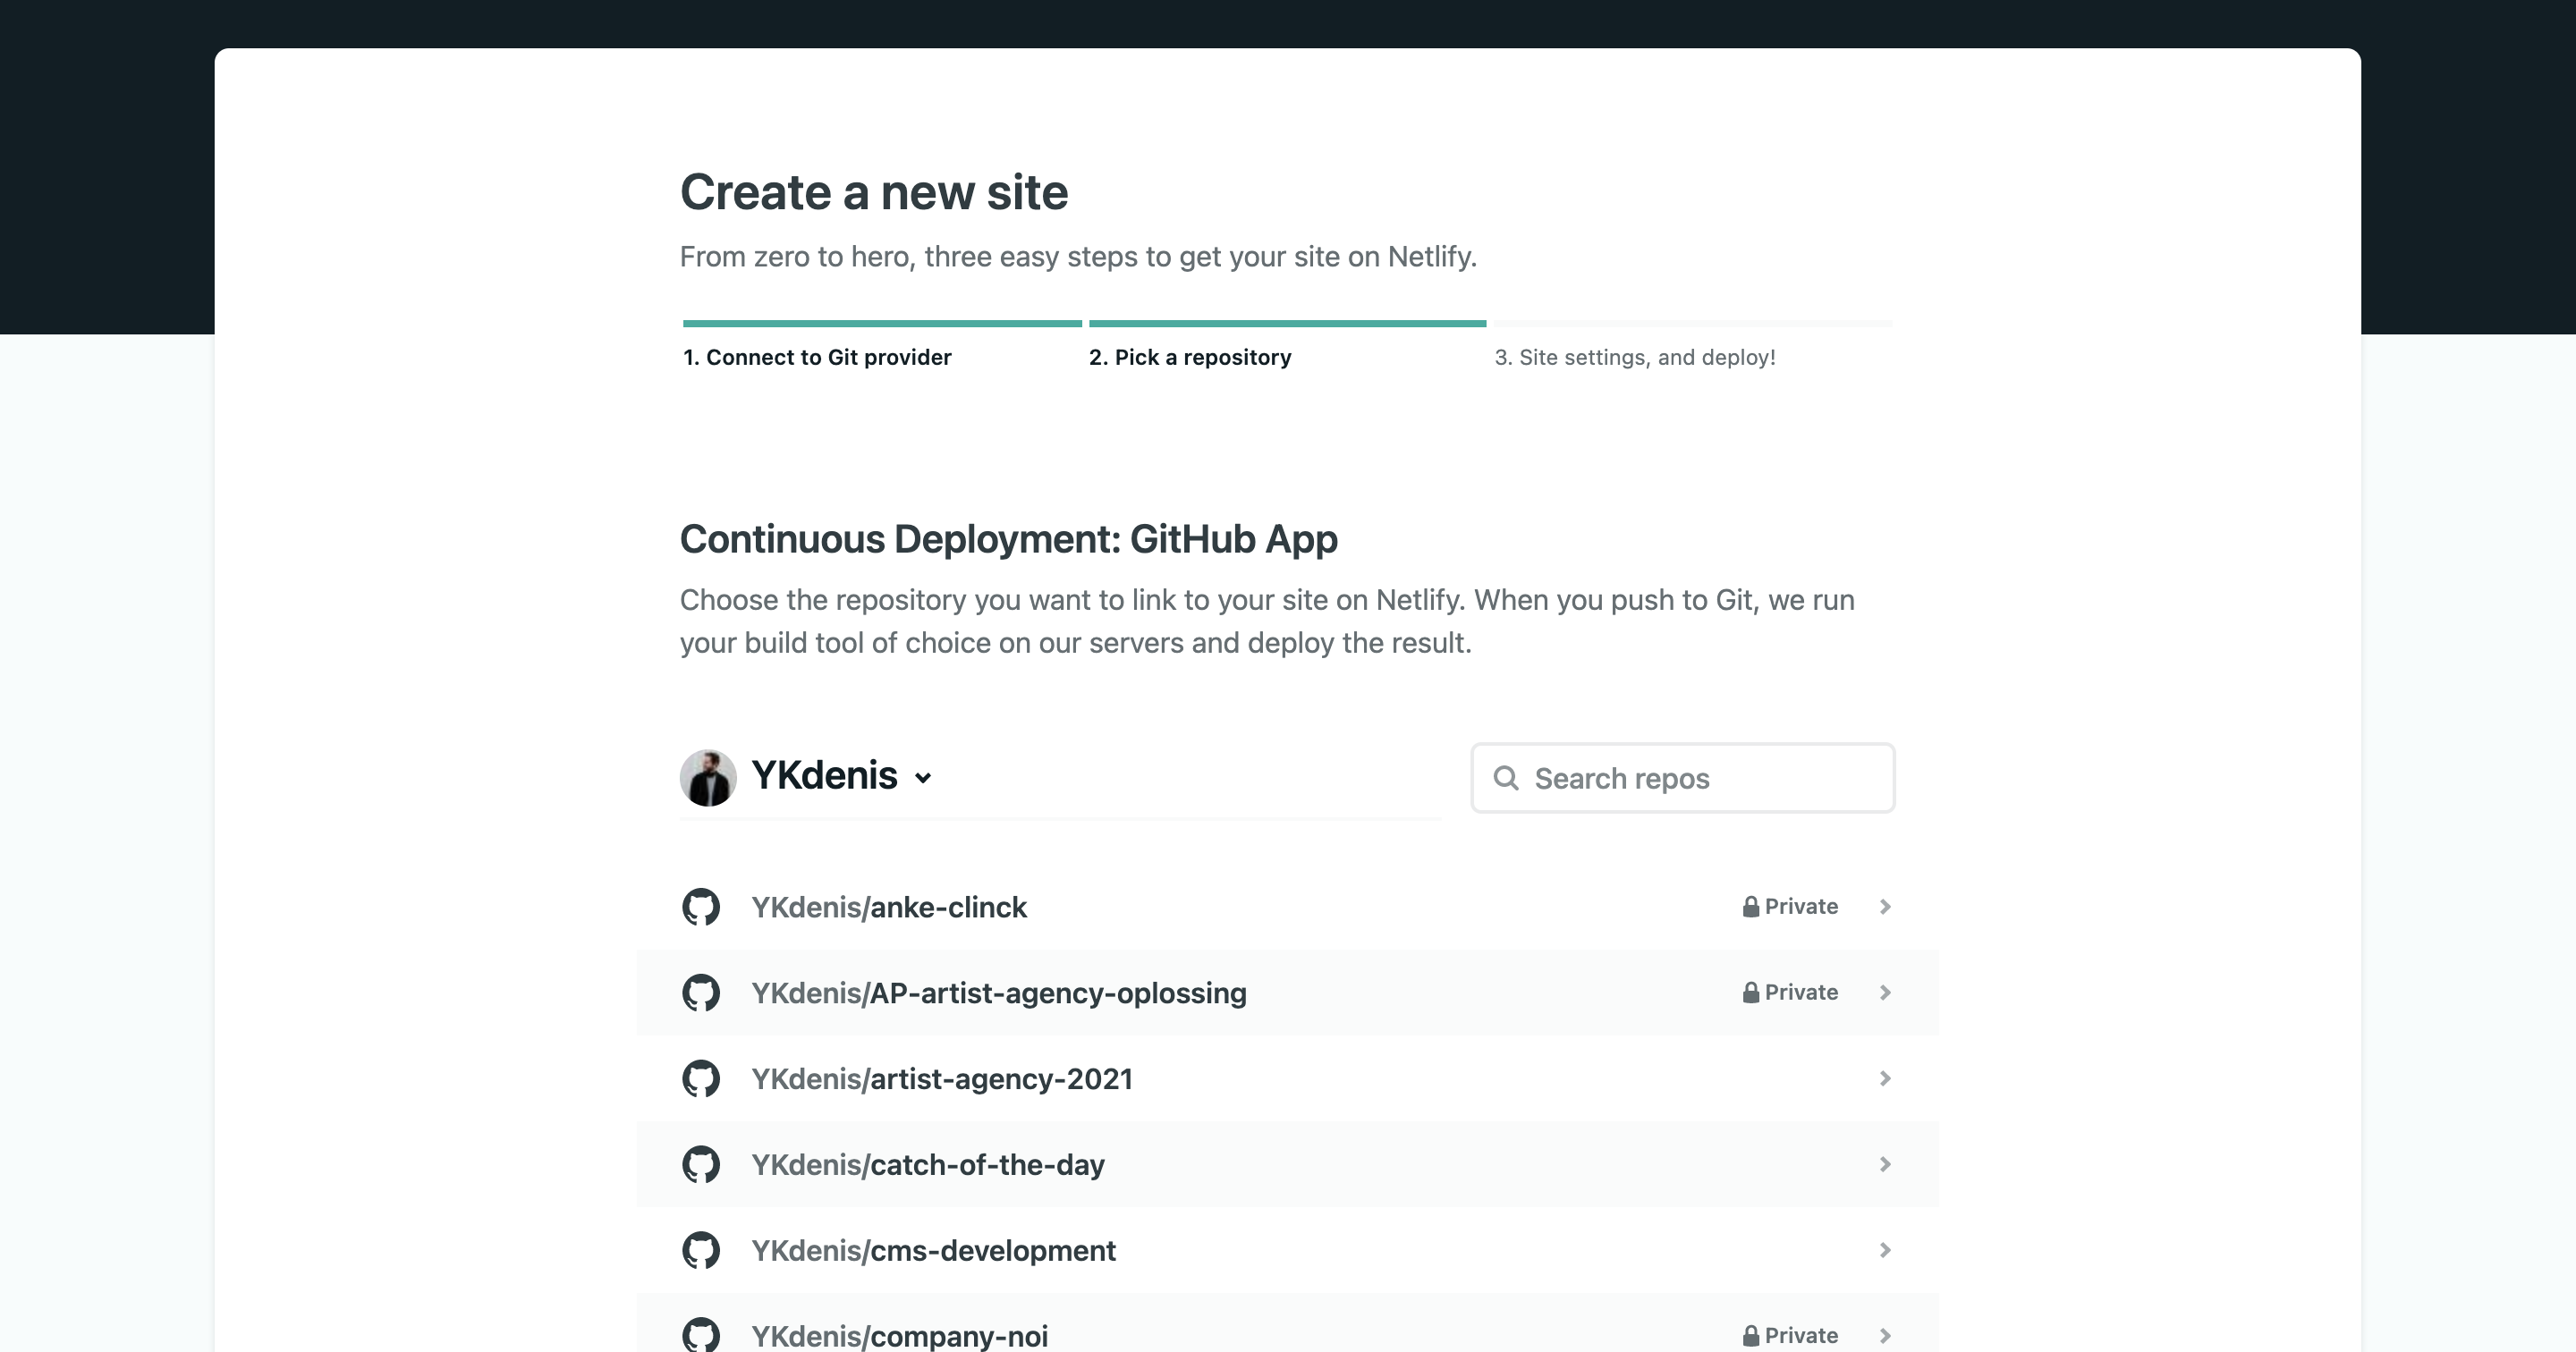 Create a new site
From zero to hero, three easy steps to get your site on Netlify.
1. Connect to Git provider
2. Pick a repository
3. Site settings, and deploy!
Continuous Deployment: GitHub App
Choose the repository you want to link to your site on Netlify. When you push to Git, we run
your build tool of choice on our servers and deploy the result.
YKdenis
Search repos
YKdenis/anke-clinck Private
YKdenis/AP-artist-agency-oplossing Private
YKdenis/artist-agency-2021
YKdenis/catch-of-the-day
YKdenis/cms-development
YKdenis/company-noi Private